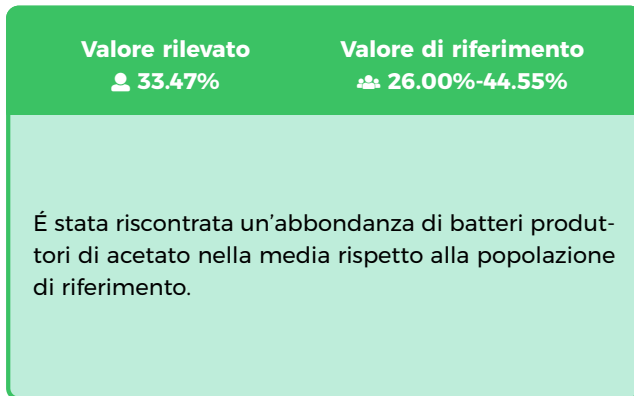 Valore rilevato
33.47%
Valore di riferimento
26.00%-44.55%
É stata riscontrata un’abbondanza di batteri produt-
tori di acetato nella media rispetto alla popolazione
di riferimento.